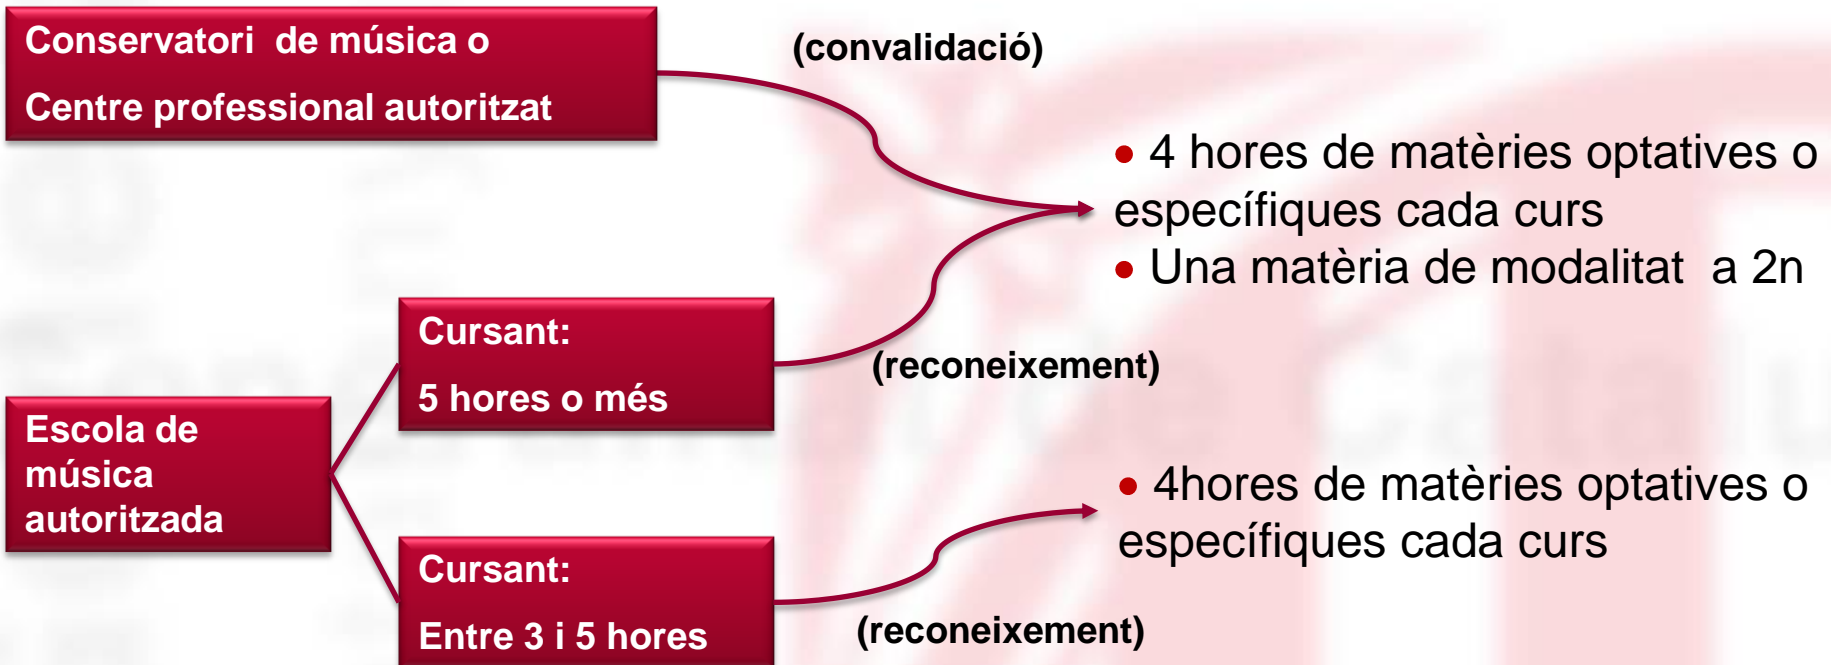 Conservatori de música o
Centre professional autoritzat
(convalidació)
• 4 hores de matèries optatives o
específiques cada curs
• Una matèria de modalitat a 2n
Cursant:
5 hores o més
(reconeixement)
Escola de
música
autoritzada
• 4hores de matèries optatives o
específiques cada curs
Cursant:
Entre 3 i 5 hores
(reconeixement)